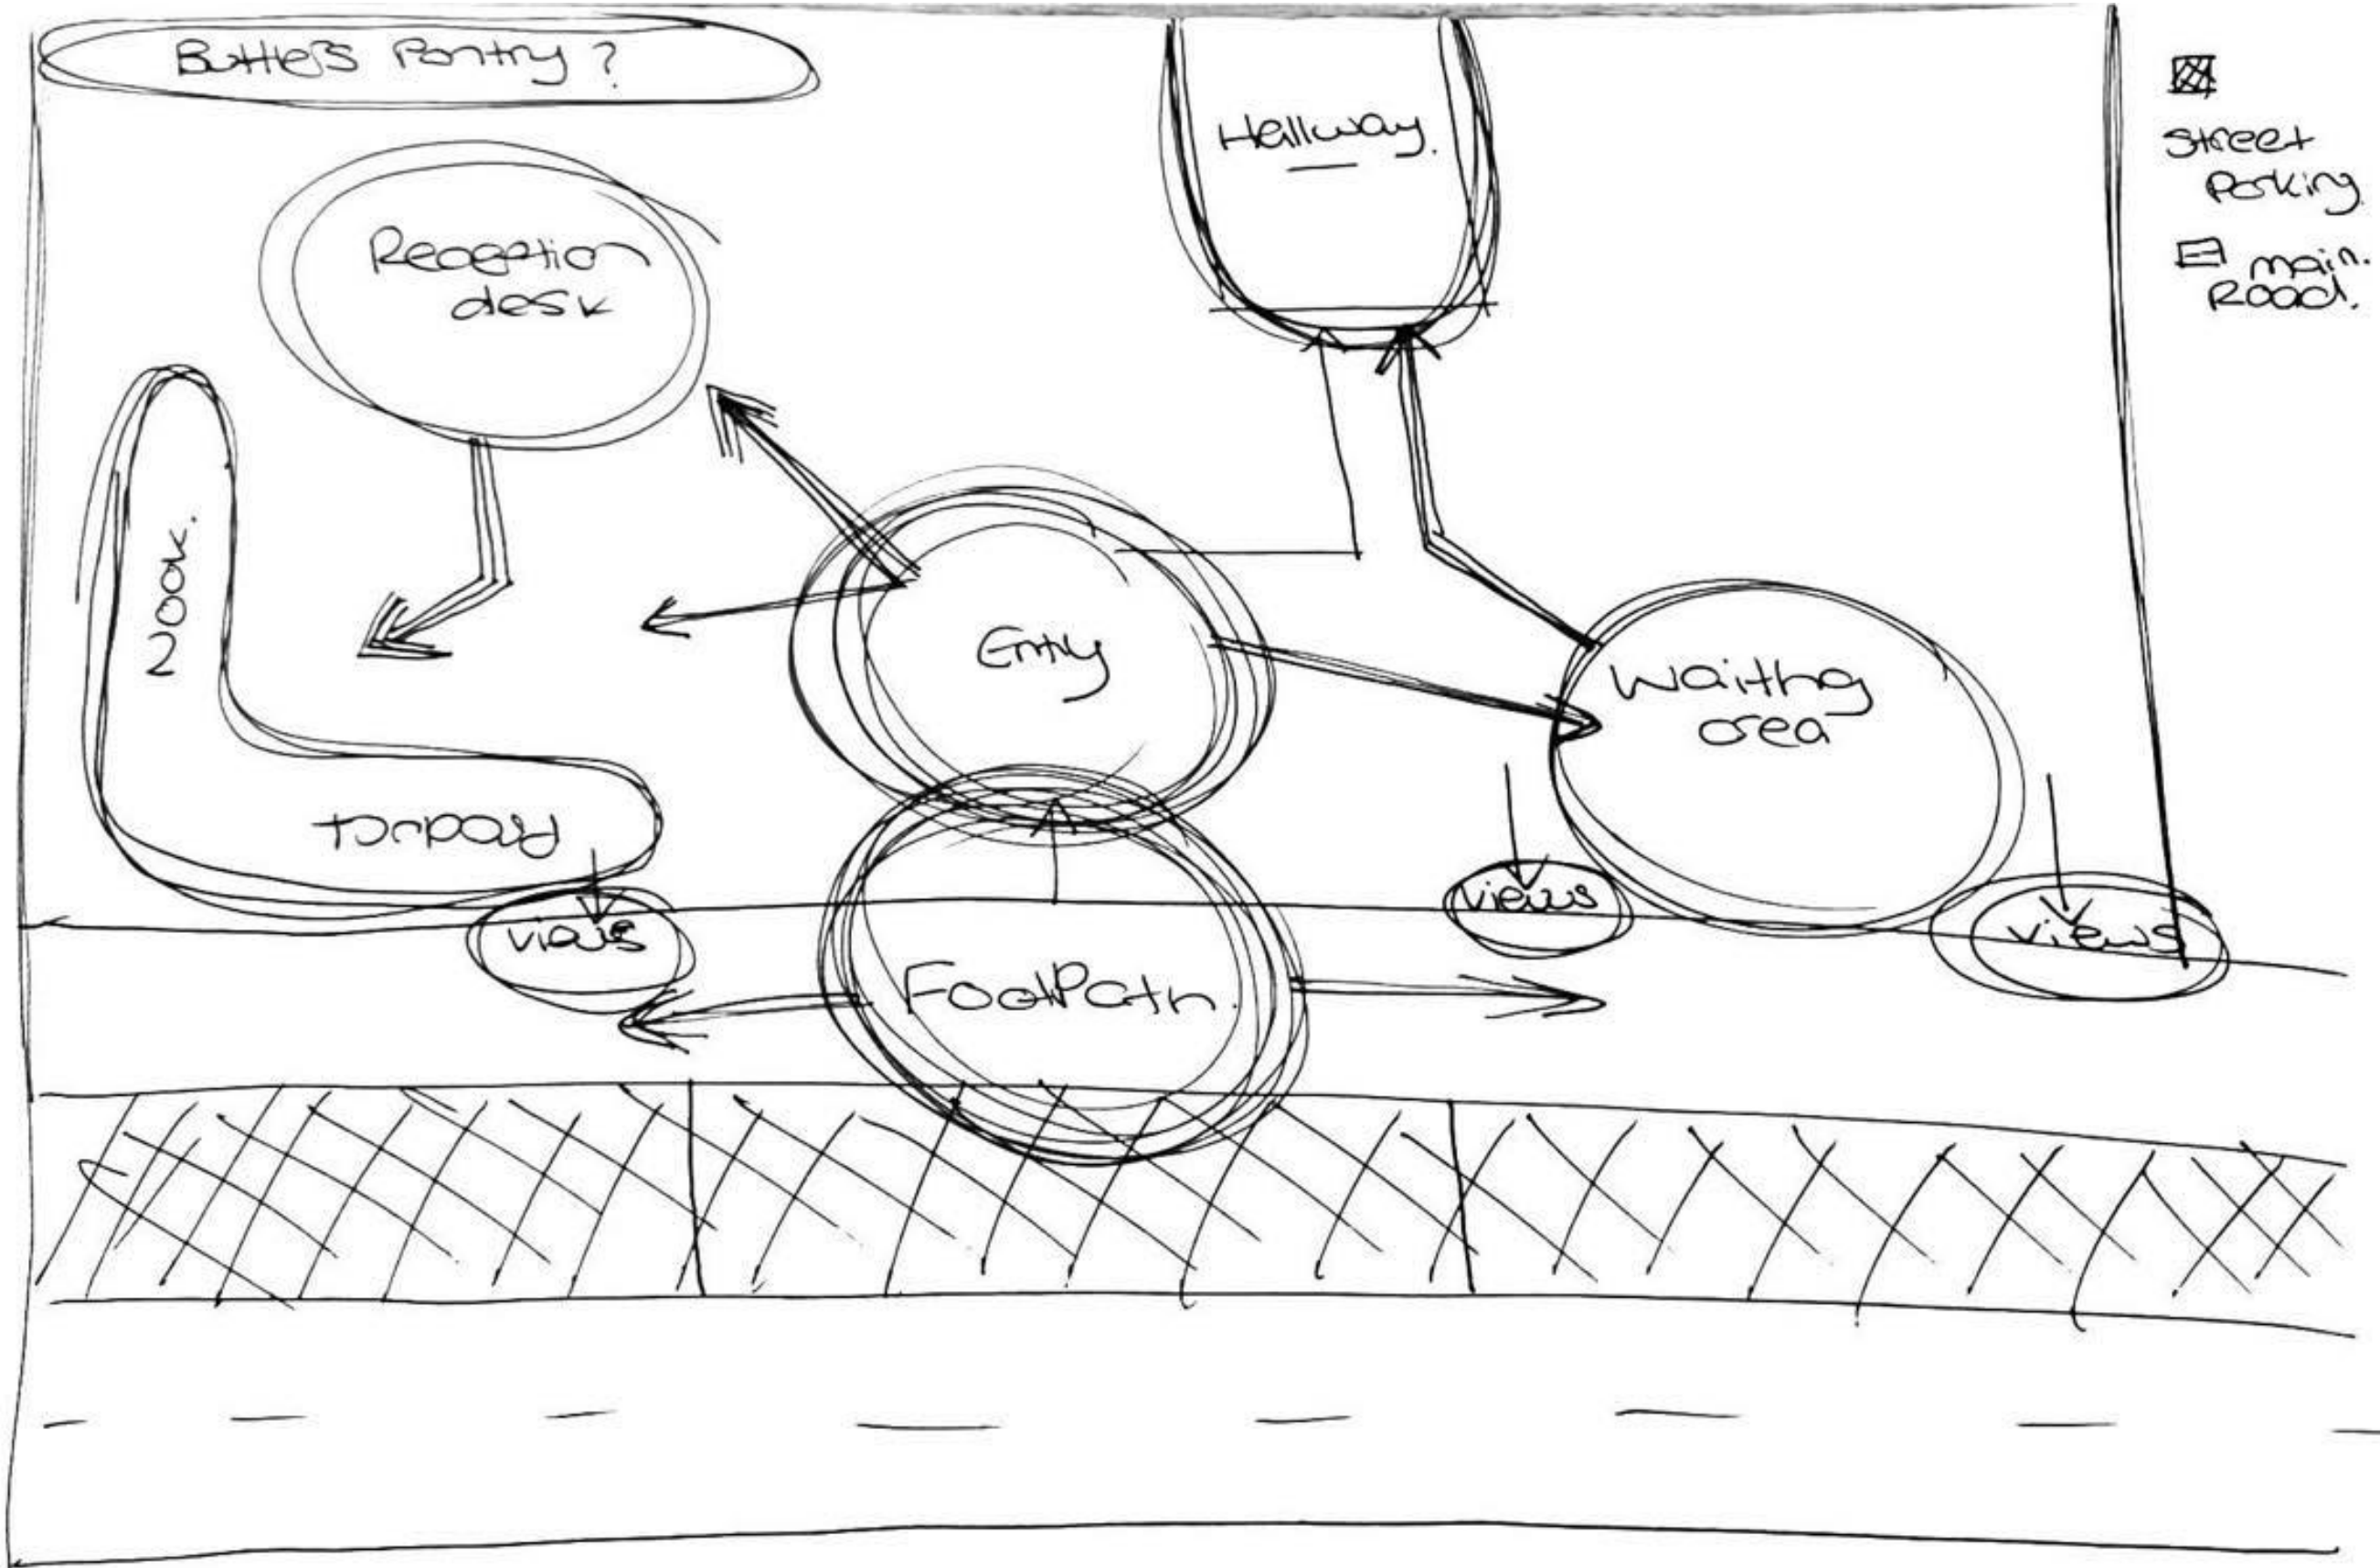 Butlers Pantry ?
Hallway.
Street
Parking.
main.
Road.
Reception
desk
Entry
Waiting
area
Product
Nook.
views
views
views
FootPath.